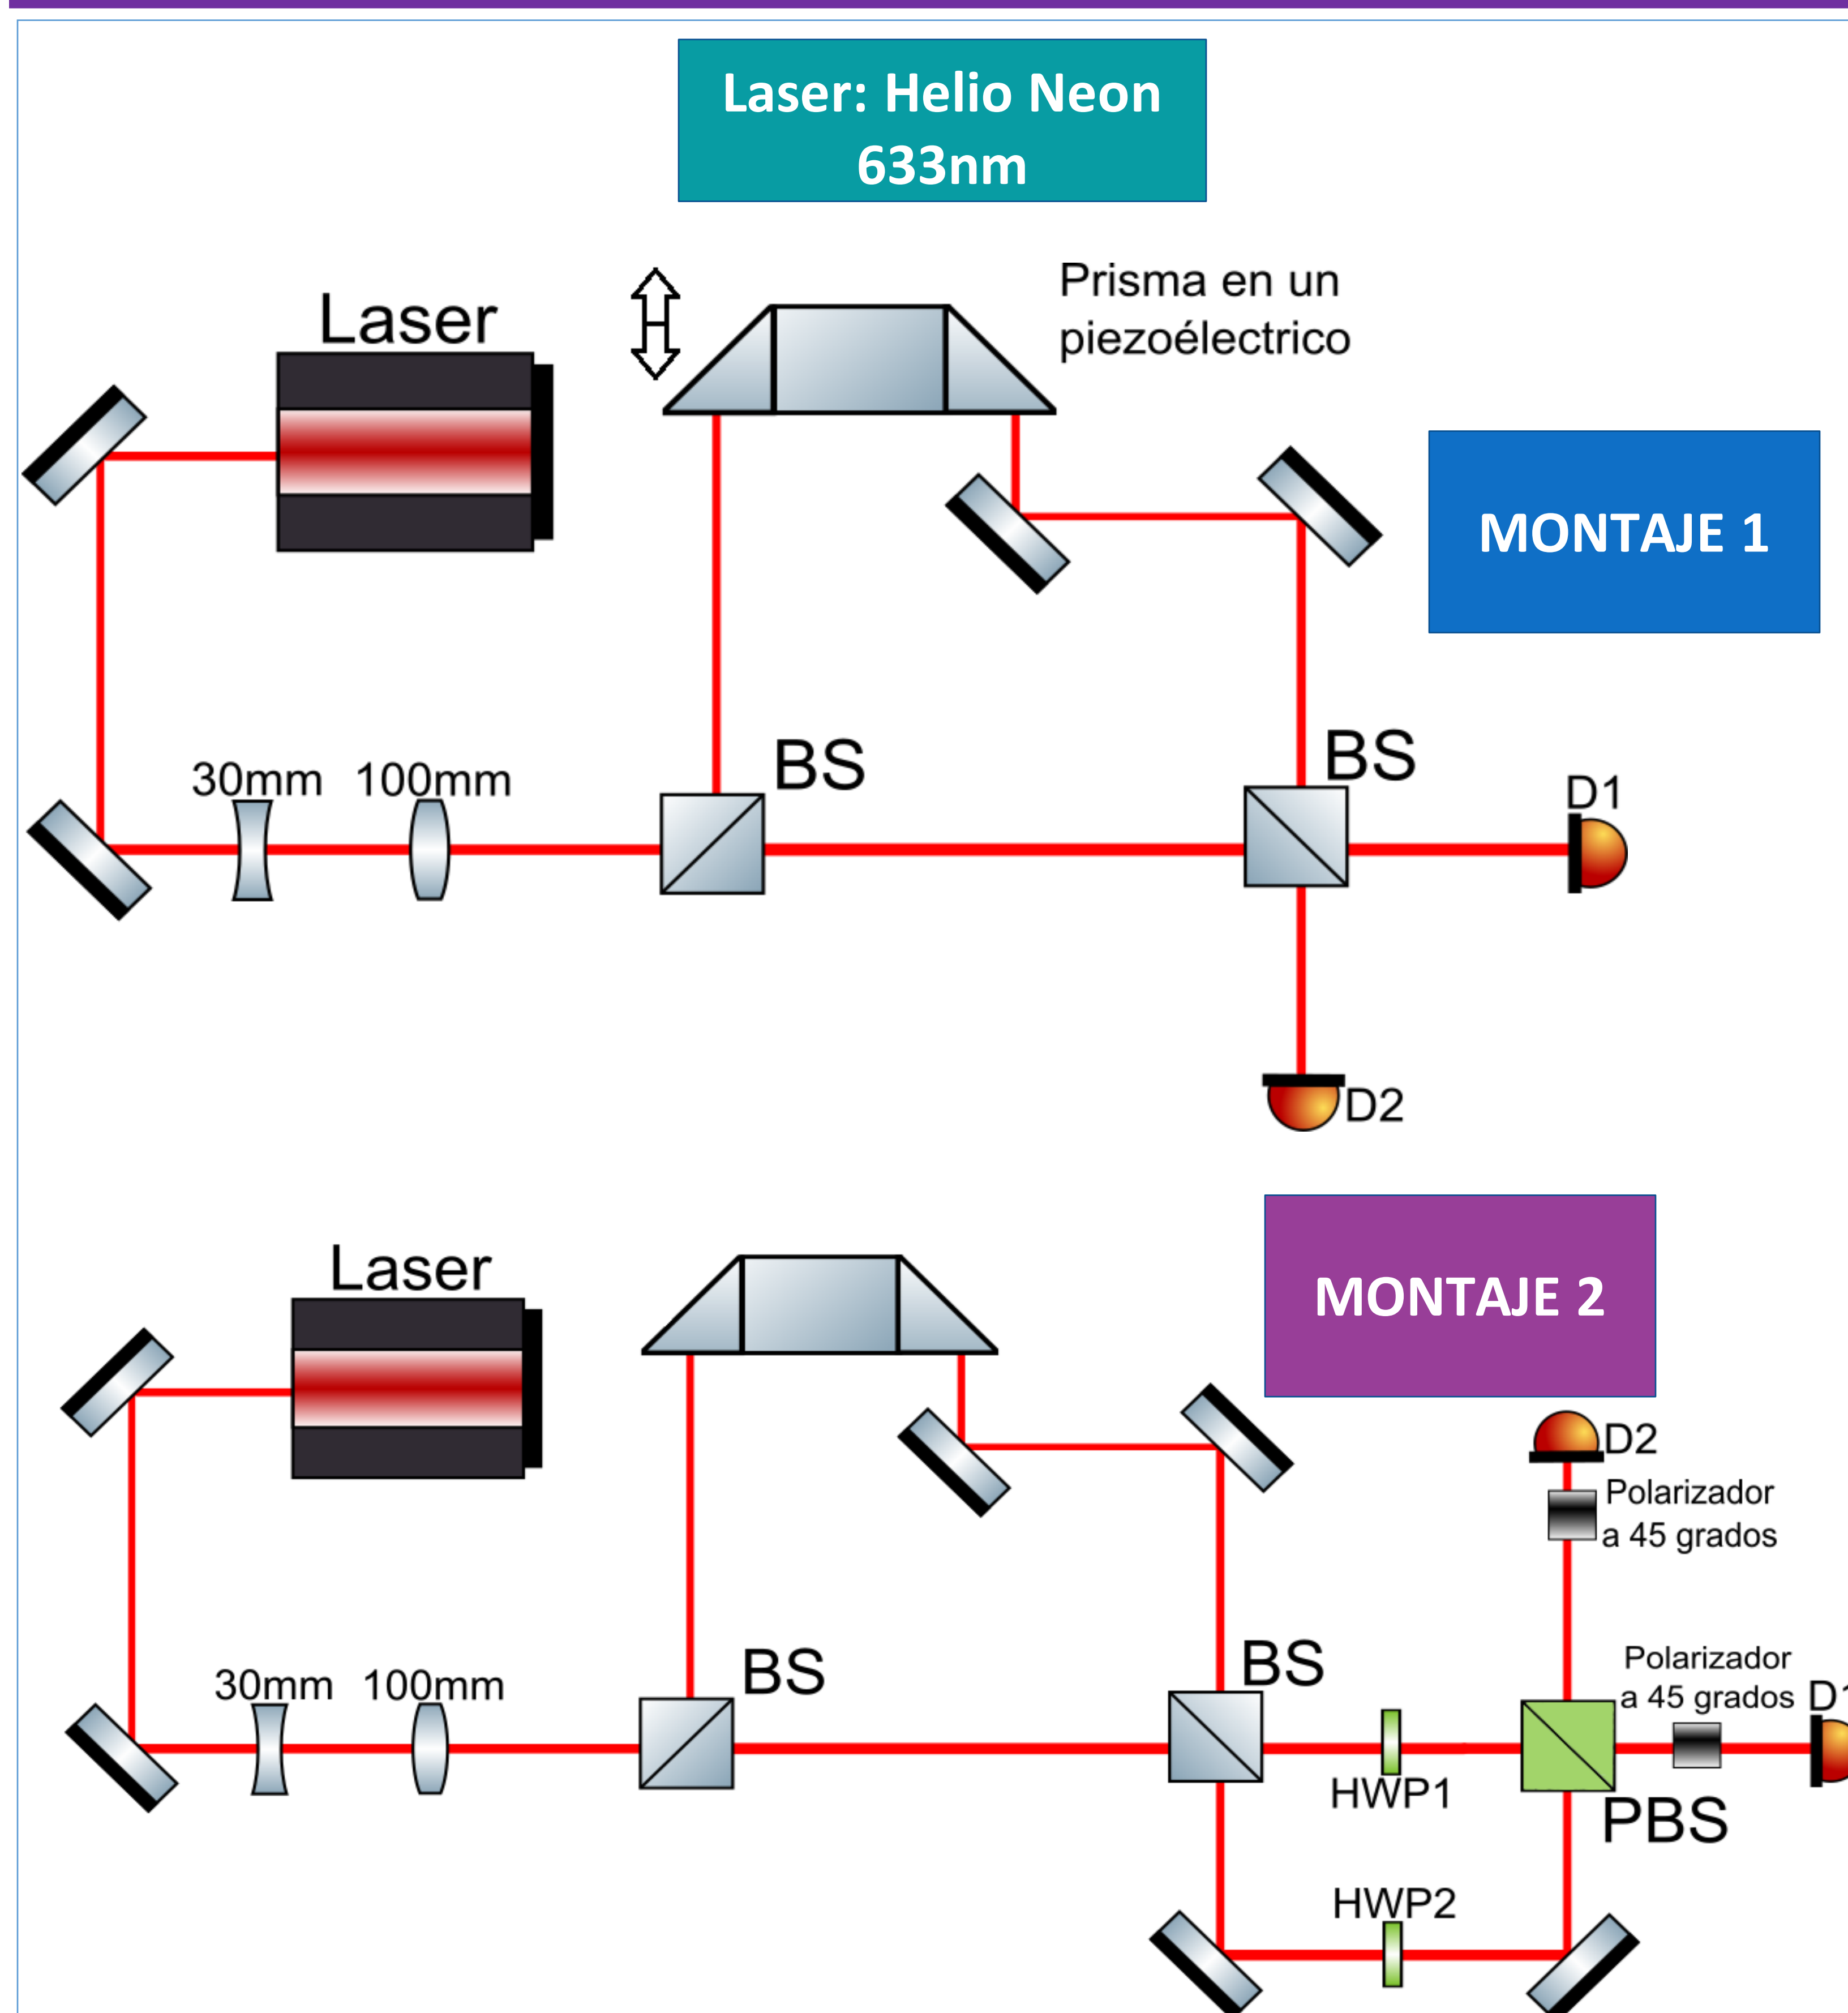 Laser: Helio Neon
633nm
Laser
Prisma en un
piezoélectrico
MONTAJE 1
30mm
100mm
BS
BS
D1
D2
MONTAJE 2
Laser
D2
Polarizador
a 45 grados
30mm
100mm
BS
BS
Polarizador
a 45 grados
D1
HWP1
PBS
HWP2